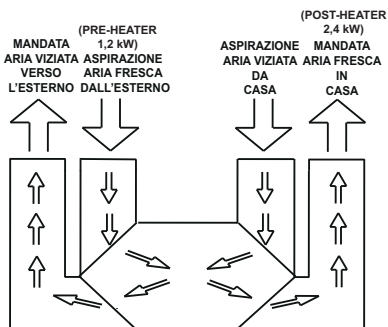 MANDATA
ARIA VIZIATA
VERSO
L'ESTERNO
(PRE-HEATER
1,2 kW)
ASPIRAZIONE
ARIA FRESCA
DALL'ESTERNO
ASPIRAZIONE
ARIA VIZIATA
DA
CASA
(POST-HEATER
2,4 kW)
MANDATA
ARIA FRESCA
IN
CASA